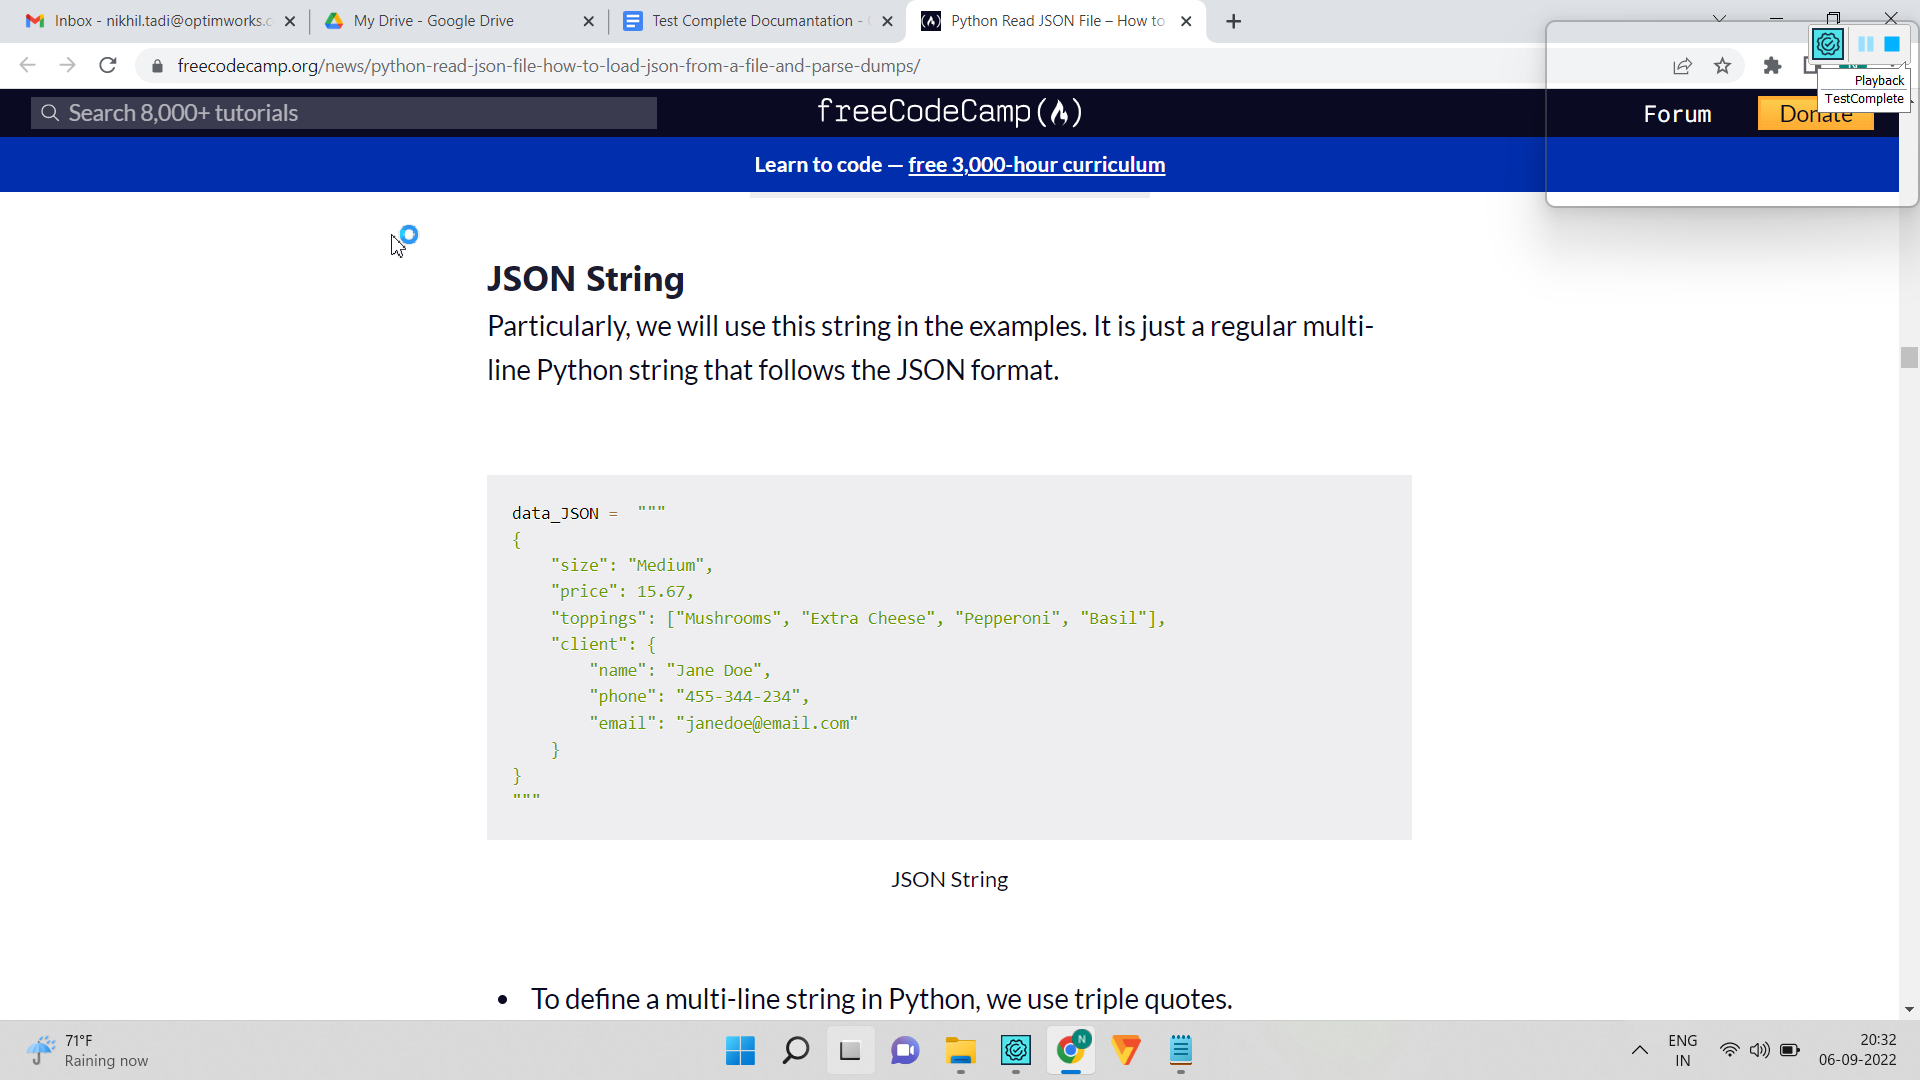 Inbox - nikhil.tadi@optimworks.c
My Drive - Google Drive
Test Complete Documantation -
Python Read JSON File – How to
freecodecamp.org/news/python-read-json-file-how-to-load-json-from-a-file-and-parse-dumps/
Playback
TestComplete
Search 8,000+ tutorials
freeCodeCamp
Forum
Donate
Learn to code — free 3,000-hour curriculum
JSON String
Particularly, we will use this string in the examples. It is just a regular multi-
line Python string that follows the JSON format.
data_JSON = """
{
"size": "Medium",
"price": 15.67,
"toppings": ["Mushrooms", "Extra Cheese", "Pepperoni", "Basil"],
"client": {
"name": "Jane Doe",
"phone": "455-344-234",
"email": "janedoe@email.com"
}
}
"""
JSON String
• To define a multi-line string in Python, we use triple quotes.
71°F
Raining now
N
ENG
IN
20:32
06-09-2022